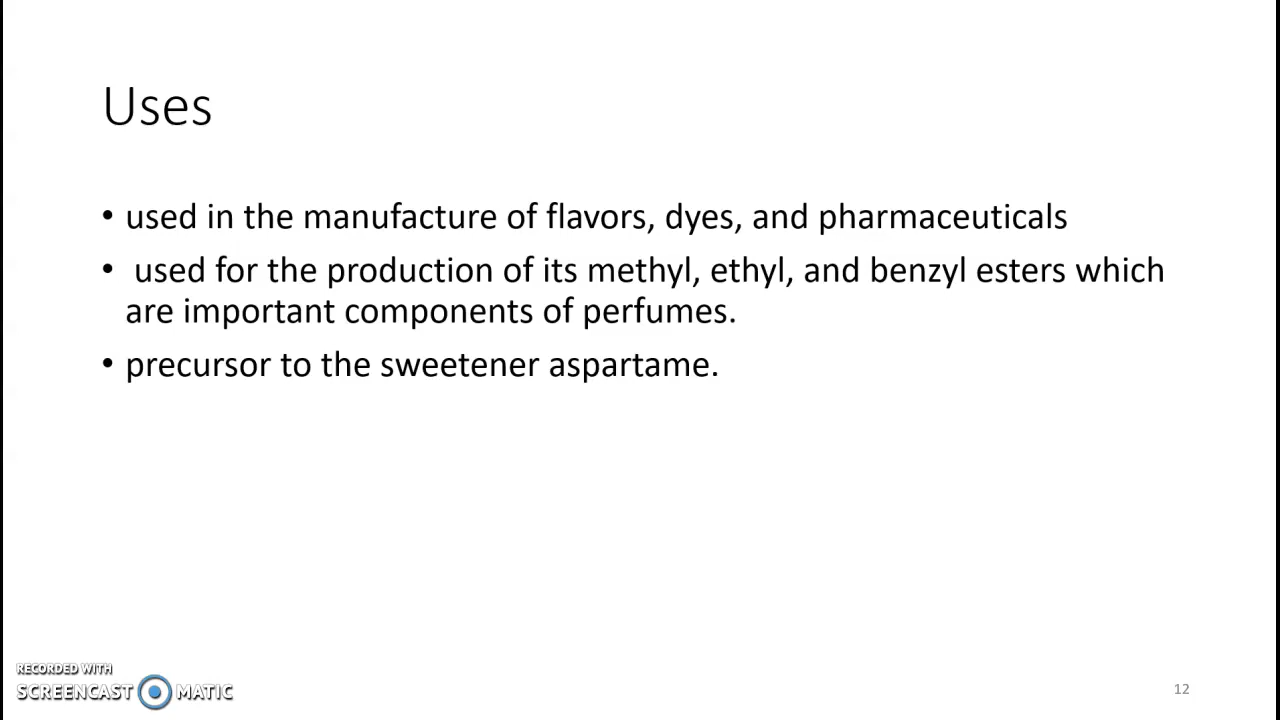 Uses
• used in the manufacture of flavors, dyes, and pharmaceuticals
• used for the production of its methyl, ethyl, and benzyl esters which
are important components of perfumes.
• precursor to the sweetener aspartame.
RECORDED WITH
SCREENCAST MATIC
12